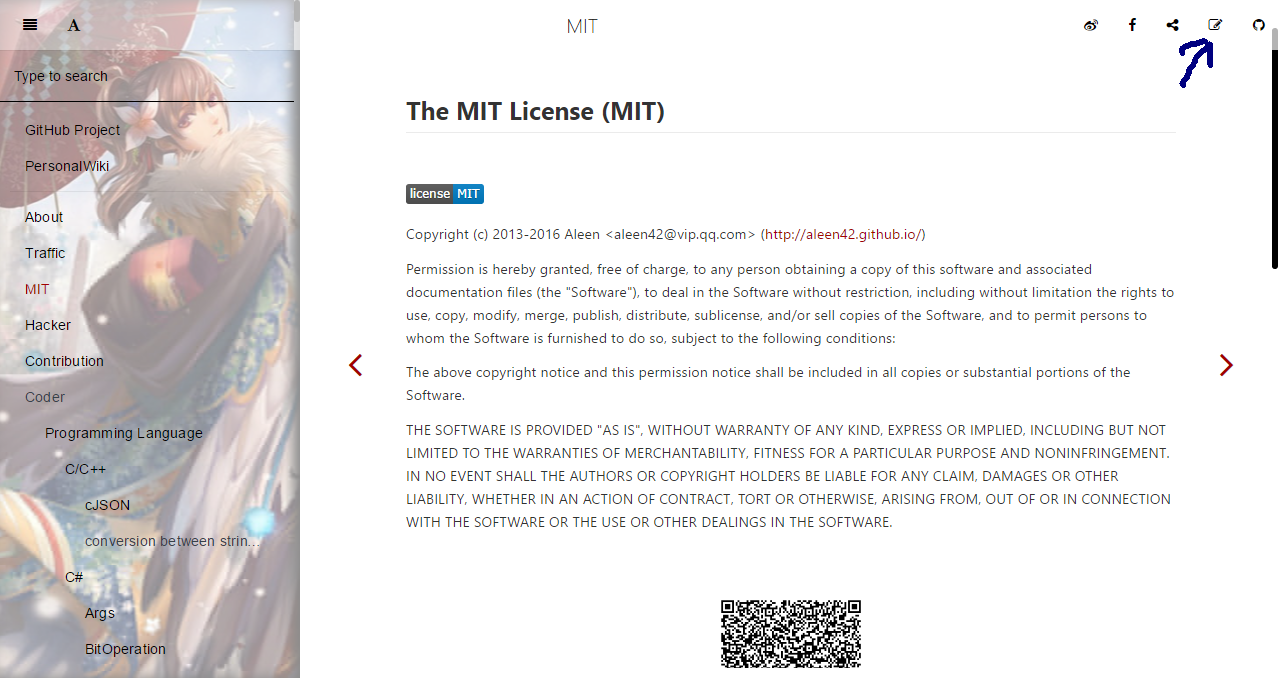 A
MIT
Type to search
GitHub Project
PersonalWiki
About
Traffic
MIT
Hacker
Contribution
Coder
Programming Language
C/C++
cJSON
conversion between strin...
C#
Args
BitOperation
The MIT License (MIT)
license MIT
Copyright (c) 2013-2016 Aleen <aleen42@vip.qq.com> (http://aleen42.github.io/)
Permission is hereby granted, free of charge, to any person obtaining a copy of this software and associated
documentation files (the "Software"), to deal in the Software without restriction, including without limitation the rights to
use, copy, modify, merge, publish, distribute, sublicense, and/or sell copies of the Software, and to permit persons to
whom the Software is furnished to do so, subject to the following conditions:
The above copyright notice and this permission notice shall be included in all copies or substantial portions of the
Software.
THE SOFTWARE IS PROVIDED "AS IS", WITHOUT WARRANTY OF ANY KIND, EXPRESS OR IMPLIED, INCLUDING BUT NOT
LIMITED TO THE WARRANTIES OF MERCHANTABILITY, FITNESS FOR A PARTICULAR PURPOSE AND NONINFRINGEMENT.
IN NO EVENT SHALL THE AUTHORS OR COPYRIGHT HOLDERS BE LIABLE FOR ANY CLAIM, DAMAGES OR OTHER
LIABILITY, WHETHER IN AN ACTION OF CONTRACT, TORT OR OTHERWISE, ARISING FROM, OUT OF OR IN CONNECTION
WITH THE SOFTWARE OR THE USE OR OTHER DEALINGS IN THE SOFTWARE.